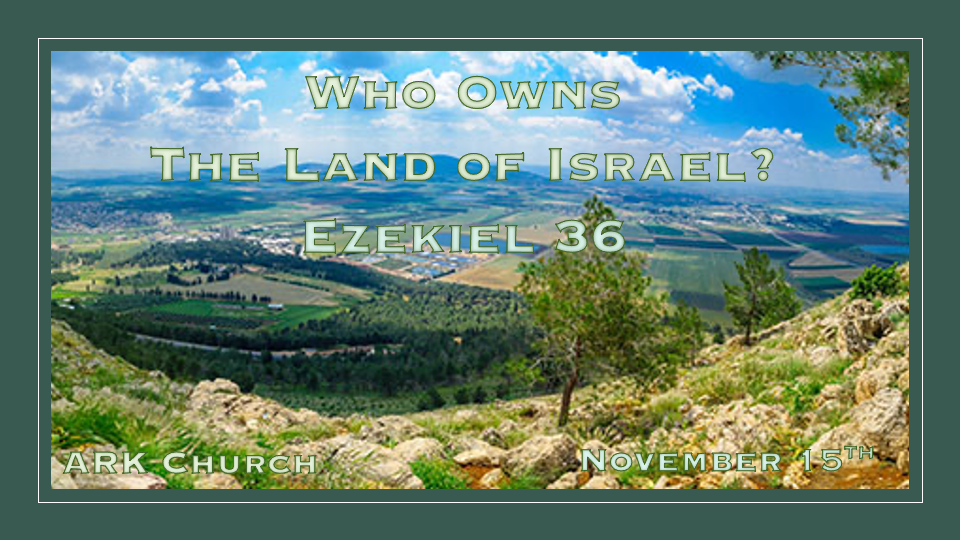 Who Owns
The Land of Israel?
Ezekiel 36
ARK Church
November 15TH